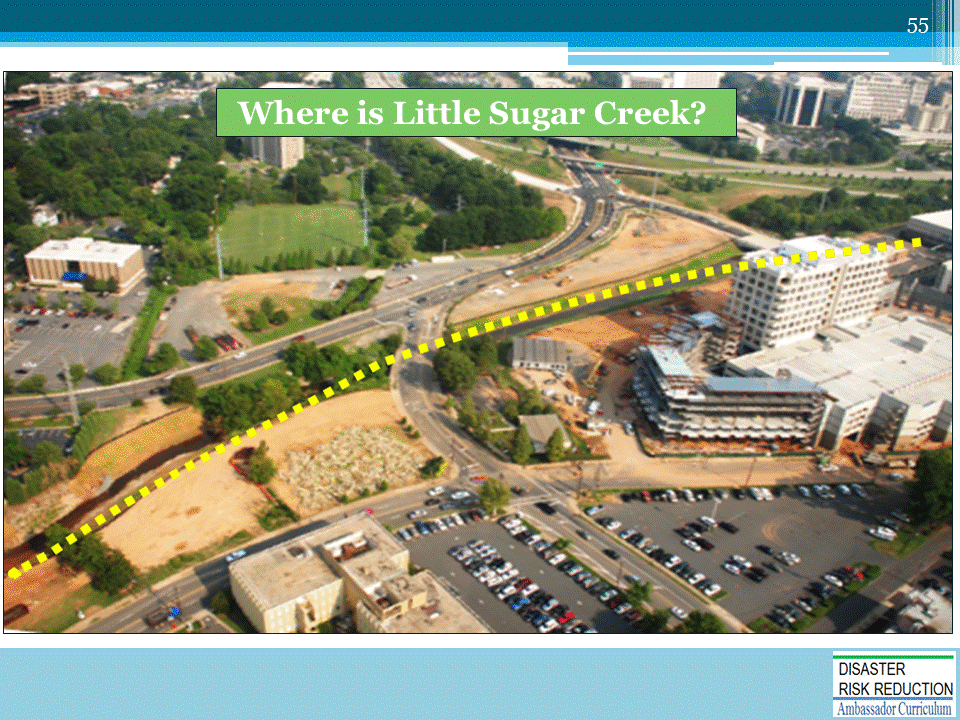 55
Where is Little Sugar Creek?
DISASTER
RISK REDUCTION
Ambassador Curriculum